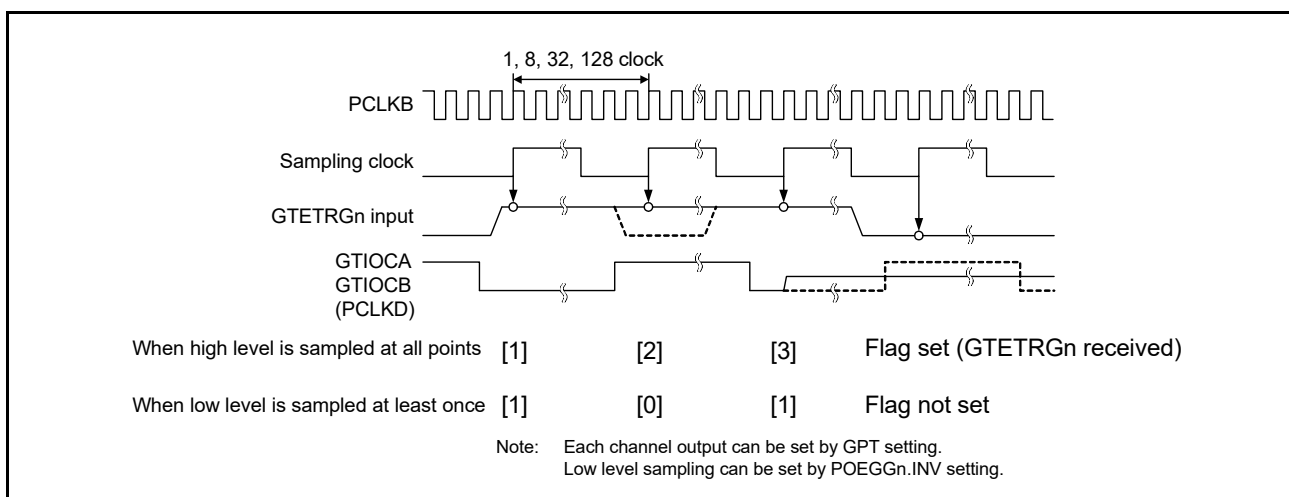 1, 8, 32, 128 clock
PCLKB
Sampling clock
GTETRGn input
GTIOCA
GTIOCB
(PCLKD)
When high level is sampled at all points [1] [2] [3] Flag set (GTETRGn received)
When low level is sampled at least once [1] [0] [1] Flag not set
Note: Each channel output can be set by GPT setting.
Low level sampling can be set by POEGGn.INV setting.